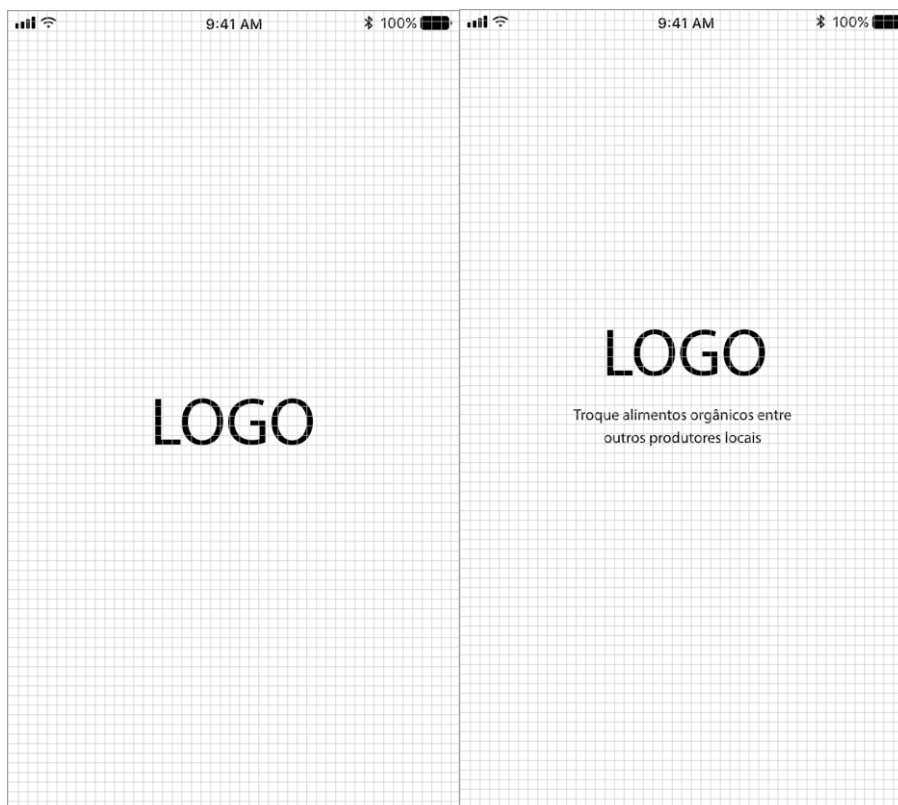 9:41 AM
100%
LOGO
9:41 AM
100%
LOGO
Troque alimentos orgânicos entre
outros produtores locais